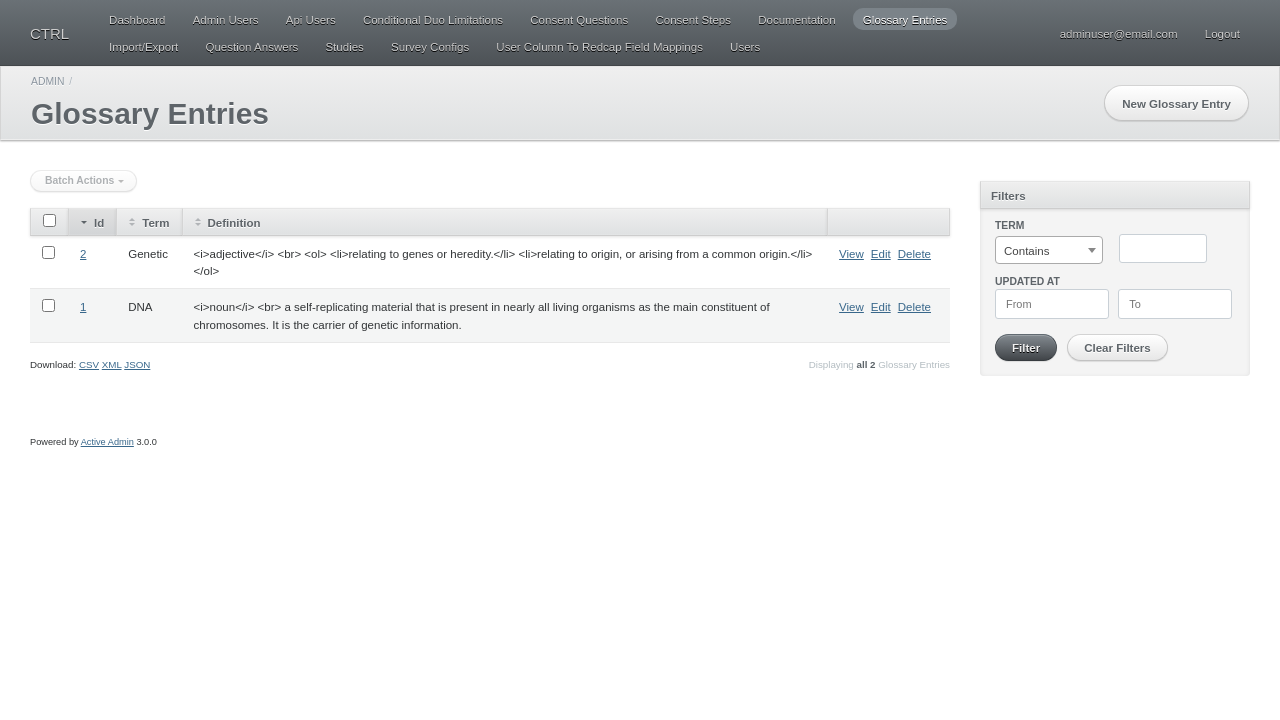 CTRL
Dashboard Admin Users Api Users Conditional Duo Limitations Consent Questions Consent Steps Documentation Glossary Entries
Import/Export Question Answers Studies Survey Configs User Column To Redcap Field Mappings Users
adminuser@email.com Logout
ADMIN /
Glossary Entries
New Glossary Entry
Batch Actions
Id Term Definition
2 Genetic <i>adjective</i> <br> <ol> <li>relating to genes or heredity.</li> <li>relating to origin, or arising from a common origin.</li>
</ol>
View Edit Delete
1 DNA <i>noun</i> <br> a self-replicating material that is present in nearly all living organisms as the main constituent of
chromosomes. It is the carrier of genetic information.
View Edit Delete
Download: CSV XML JSON
Displaying all 2 Glossary Entries
Filters
TERM
Contains
UPDATED AT
From To
Filter Clear Filters
Powered by Active Admin 3.0.0